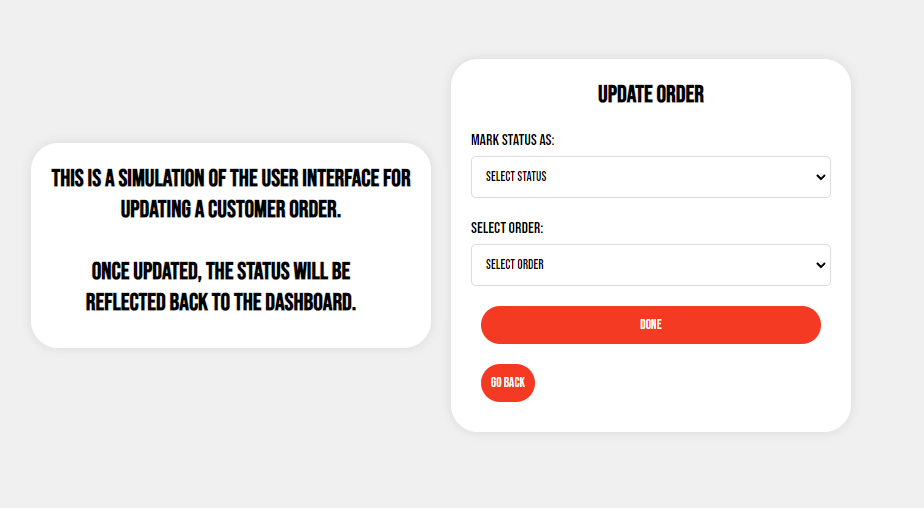 THIS IS A SIMULATION OF THE USER INTERFACE FOR
UPDATING A CUSTOMER ORDER.
ONCE UPDATED, THE STATUS WILL BE
REFLECTED BACK TO THE DASHBOARD.
UPDATE ORDER
MARK STATUS AS:
SELECT STATUS
SELECT ORDER:
SELECT ORDER
DONE
GO BACK